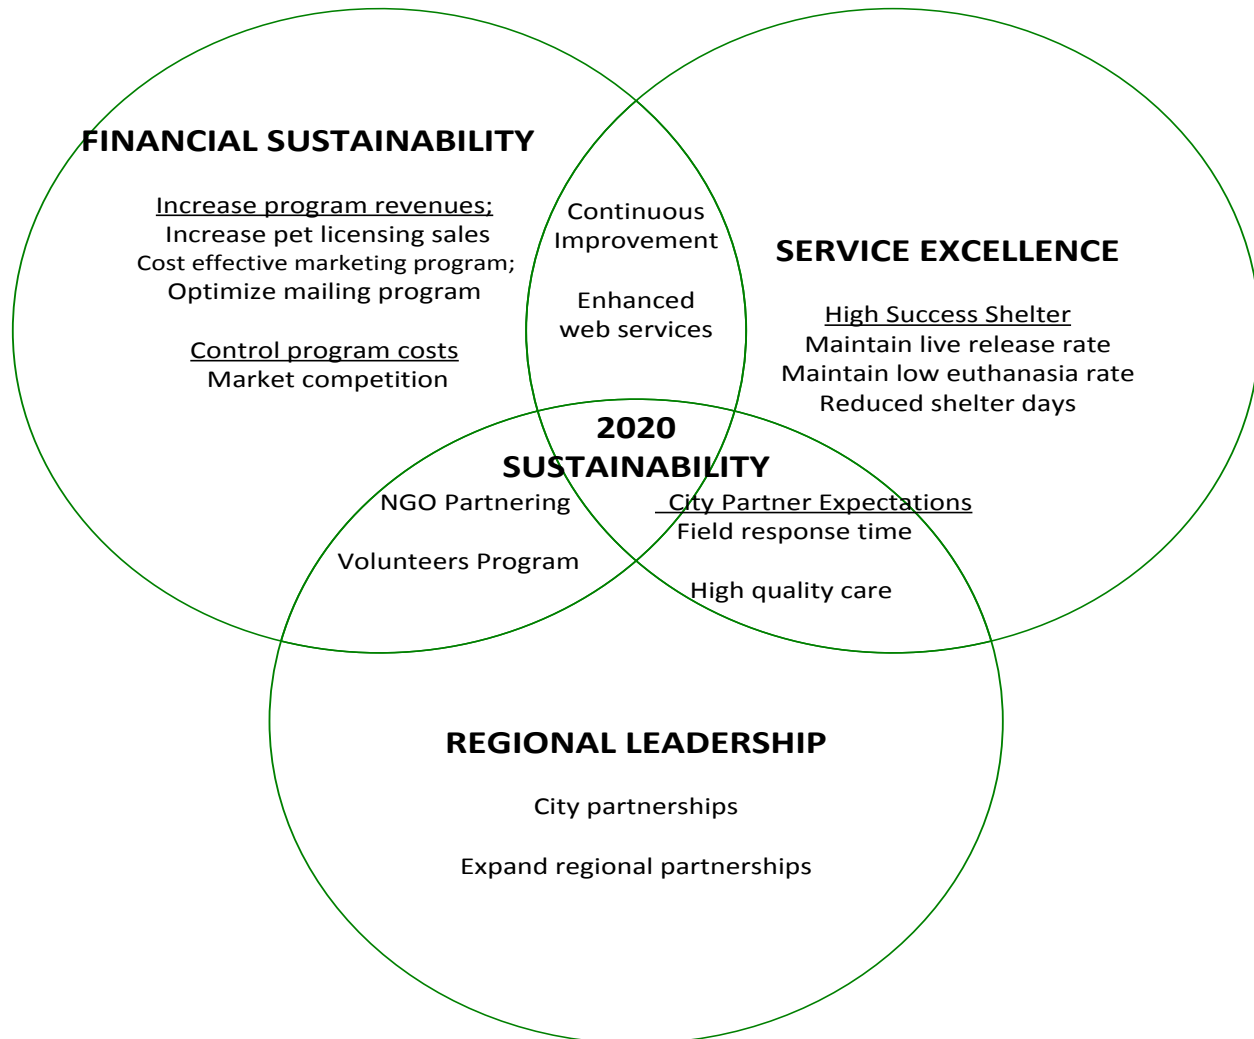 FINANCIAL SUSTAINABILITY
Increase program revenues;
Increase pet licensing sales
Cost effective marketing program;
Optimize mailing program
Control program costs
Market competition
Continuous
Improvement
Enhanced
web services
SERVICE EXCELLENCE
High Success Shelter
Maintain live release rate
Maintain low euthanasia rate
Reduced shelter days
2020
SUSTAINABILITY
NGO Partnering
Volunteers Program
City Partner Expectations
Field response time
High quality care
REGIONAL LEADERSHIP
City partnerships
Expand regional partnerships